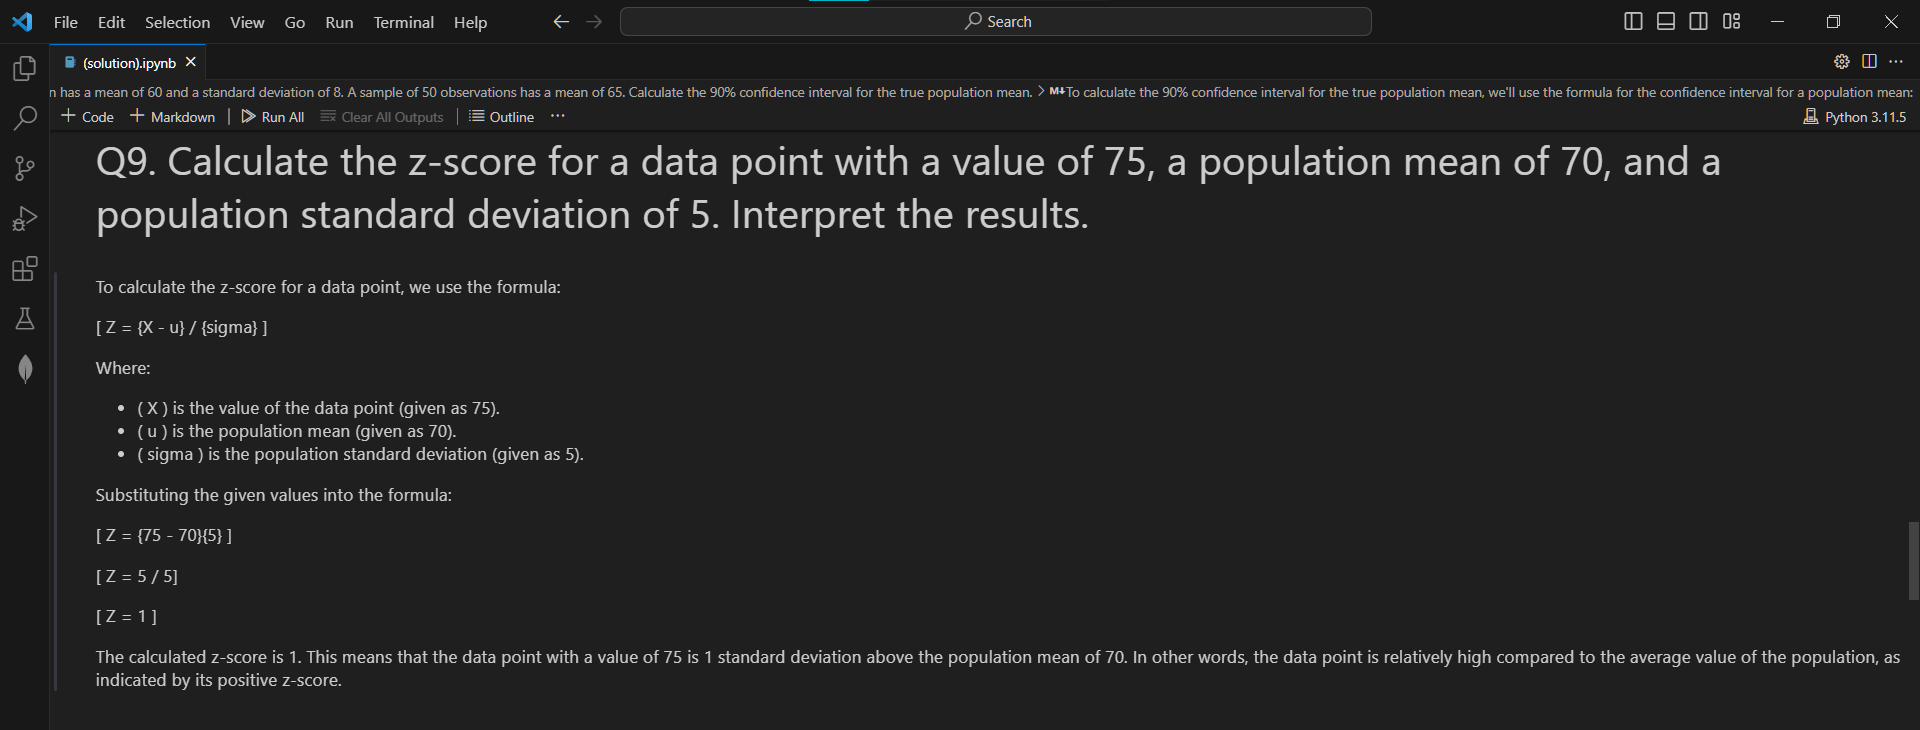 File Edit Selection View Go Run Terminal Help
Search
(solution).ipynb
n has a mean of 60 and a standard deviation of 8. A sample of 50 observations has a mean of 65. Calculate the 90% confidence interval for the true population mean. > M↓To calculate the 90% confidence interval for the true population mean, we'll use the formula for the confidence interval for a population mean:
+ Code + Markdown | Run All Clear All Outputs | Outline ... Python 3.11.5
Q9. Calculate the z-score for a data point with a value of 75, a population mean of 70, and a
population standard deviation of 5. Interpret the results.
To calculate the z-score for a data point, we use the formula:
[ Z = {X - u} / {sigma} ]
Where:
• ( X ) is the value of the data point (given as 75).
• ( u ) is the population mean (given as 70).
• ( sigma ) is the population standard deviation (given as 5).
Substituting the given values into the formula:
[ Z = {75 - 70}{5} ]
[ Z = 5 / 5]
[ Z = 1 ]
The calculated z-score is 1. This means that the data point with a value of 75 is 1 standard deviation above the population mean of 70. In other words, the data point is relatively high compared to the average value of the population, as
indicated by its positive z-score.